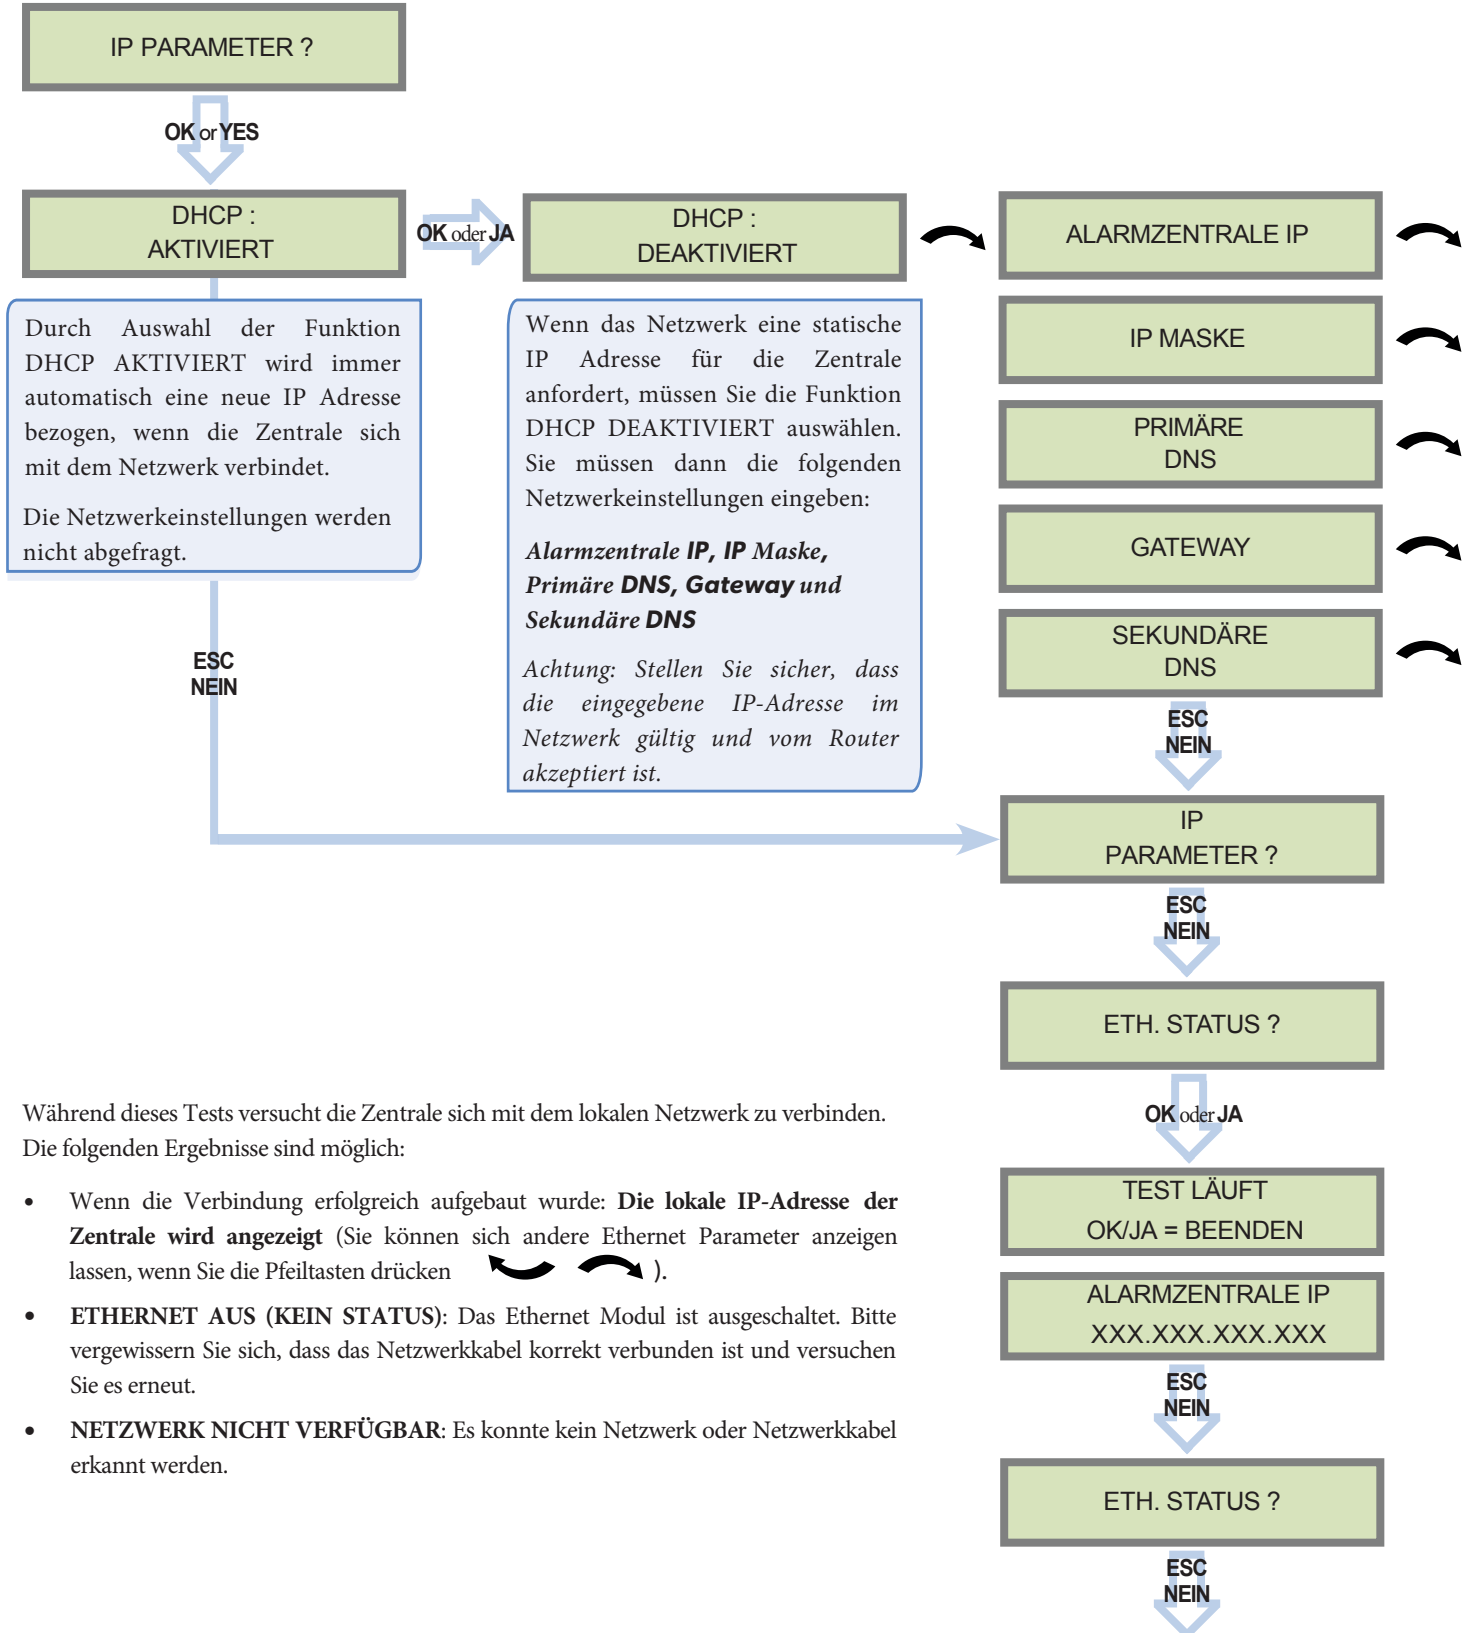 IP PARAMETER ?
OK or YES
DHCP :
AKTIVIERT
OK oder JA
DHCP :
DEAKTIVIERT
ALARMZENTRALE IP
Durch Auswahl der Funktion
DHCP AKTIVIERT wird immer
automatisch eine neue IP Adresse
bezogen, wenn die Zentrale sich
mit dem Netzwerk verbindet.
Die Netzwerkeinstellungen werden
nicht abgefragt.
Wenn das Netzwerk eine statische
IP Adresse für die Zentrale
anfordert, müssen Sie die Funktion
DHCP DEAKTIVIERT auswählen.
Sie müssen dann die folgenden
Netzwerkeinstellungen eingeben:
Alarmzentrale IP, IP Maske,
Primäre DNS, Gateway und
Sekundäre DNS
Achtung: Stellen Sie sicher, dass
die eingegebene IP-Adresse im
Netzwerk gültig und vom Router
akzeptiert ist.
IP MASKE
PRIMÄRE
DNS
GATEWAY
SEKUNDÄRE
DNS
ESC
NEIN
ESC
NEIN
IP
PARAMETER ?
ESC
NEIN
ETH. STATUS ?
OK oder JA
TEST LÄUFT
OK/JA = BEENDEN
ALARMZENTRALE IP
XXX.XXX.XXX.XXX
ESC
NEIN
ETH. STATUS ?
ESC
NEIN
Während dieses Tests versucht die Zentrale sich mit dem lokalen Netzwerk zu verbinden.
Die folgenden Ergebnisse sind möglich:
• Wenn die Verbindung erfolgreich aufgebaut wurde: Die lokale IP-Adresse der
Zentrale wird angezeigt (Sie können sich andere Ethernet Parameter anzeigen
lassen, wenn Sie die Pfeiltasten drücken ).
• ETHERNET AUS (KEIN STATUS): Das Ethernet Modul ist ausgeschaltet. Bitte
vergewissern Sie sich, dass das Netzwerkkabel korrekt verbunden ist und versuchen
Sie es erneut.
• NETZWERK NICHT VERFÜGBAR: Es konnte kein Netzwerk oder Netzwerkkabel
erkannt werden.